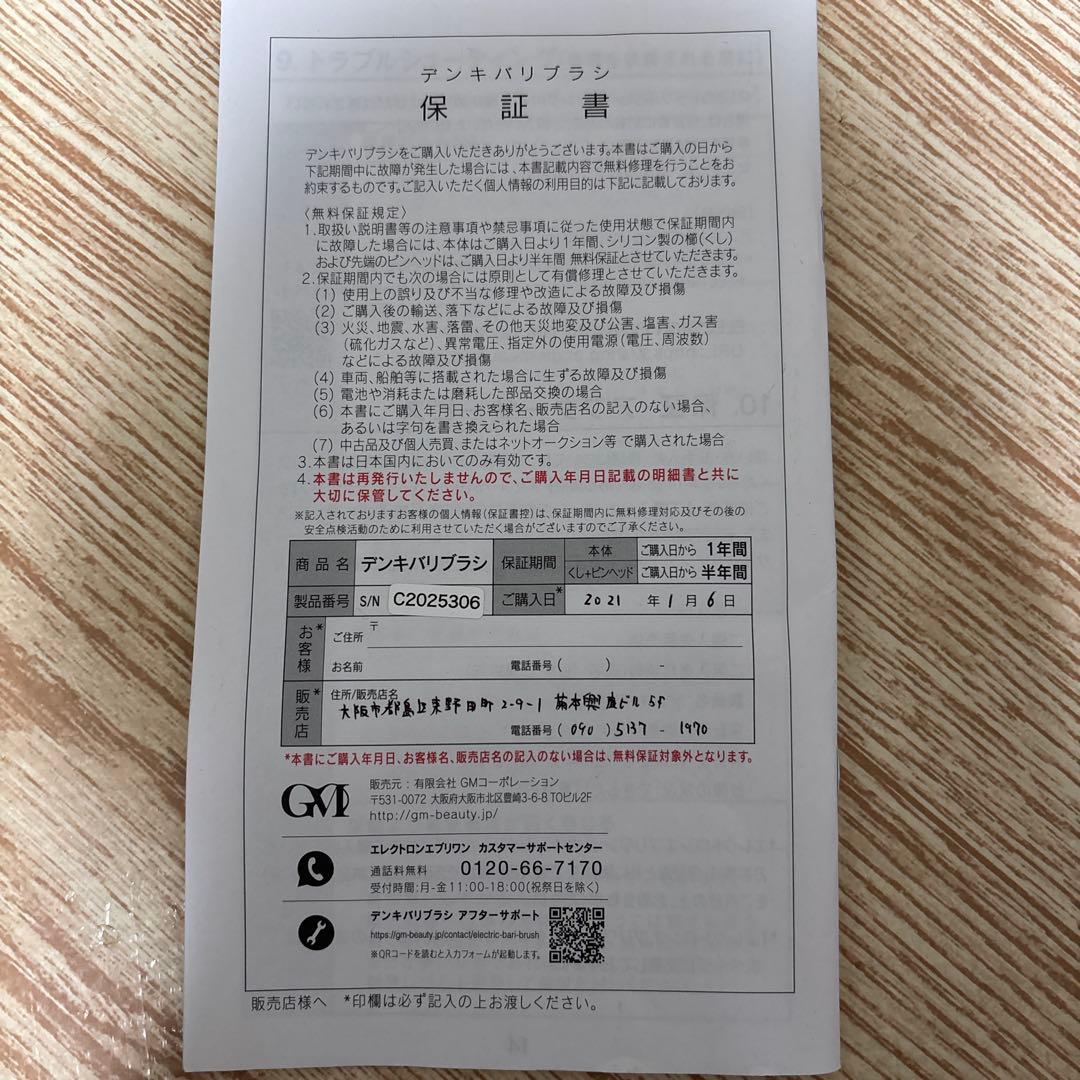 デンキバリブラシ
保証書
デンキバリブラシをご購入いただきありがとうございます。本書はご購入の日から
下記期間中に故障が発生した場合には、本書記載内容で無料修理を行うことをお
約束するものです。ご記入いただく個人情報の利用目的は下記に記載しております。
〈無料保証規定〉
1.取扱い説明書等の注意事項や禁忌事項に従った使用状態で保証期間内
に故障した場合には、本体はご購入日より1年間、シリコン製の櫛(くし)
および先端のピンヘッドは、ご購入日より半年間 無料保証とさせていただきます。
2.保証期間内でも次の場合には原則として有償修理とさせていただきます。
(1) 使用上の誤り及び不当な修理や改造による故障及び損傷
(2) ご購入後の輸送、落下などによる故障及び損傷
(3) 火災、地震、水害、落雷、その他天災地変及び公害、塩害、ガス害
(硫化ガスなど)、異常電圧、指定外の使用電源(電圧、周波数)
などによる故障及び損傷
(4) 車両、船舶等に搭載された場合に生ずる故障及び損傷
(5) 電池や消耗または磨耗した部品交換の場合
(6) 本書にご購入年月日、お客様名、販売店名の記入のない場合、
あるいは字句を書き換えられた場合
(7) 中古品及び個人売買、またはネットオークション等 で購入された場合
3.本書は日本国内においてのみ有効です。
4.本書は再発行いたしませんので、ご購入年月日記載の明細書と共に
大切に保管してください。
※記入されておりますお客様の個人情報(保証書控)は、保証期間内に無料修理対応及びその後の
安全点検活動のために利用させていただく場合がございますのでご了承ください。
商品名 デンキバリブラシ 保証期間 本体 ご購入日から 1年間
くし+ピンヘッド ご購入日から 半年間
製品番号 S/N C2025306 ご購入日* 2021 年 1 月 6 日
お客様* ご住所 〒
お名前 電話番号 ( ) -
販売店* 住所/販売店名
大阪市都島区東野田町 2-9-1 ビル 5F
電話番号 (090) 5137 - 1970
*本書にご購入年月日、お客様名、販売店名の記入のない場合は、無料保証対象外となります。
GM 販売元:有限会社 GMコーポレーション
〒531-0072 大阪府大阪市北区豊崎3-6-8 TOビル2F
http://gm-beauty.jp/
エレクトロンエブリワン カスタマーサポートセンター
通話料無料 0120-66-7170
受付時間:月-金11:00-18:00(祝祭日を除く)
デンキバリブラシ アフターサポート
https://gm-beauty.jp/contact/electric-bari-brush
※QRコードを読むと入力フォームが起動します。
販売店様へ *印欄は必ず記入の上お渡しください。